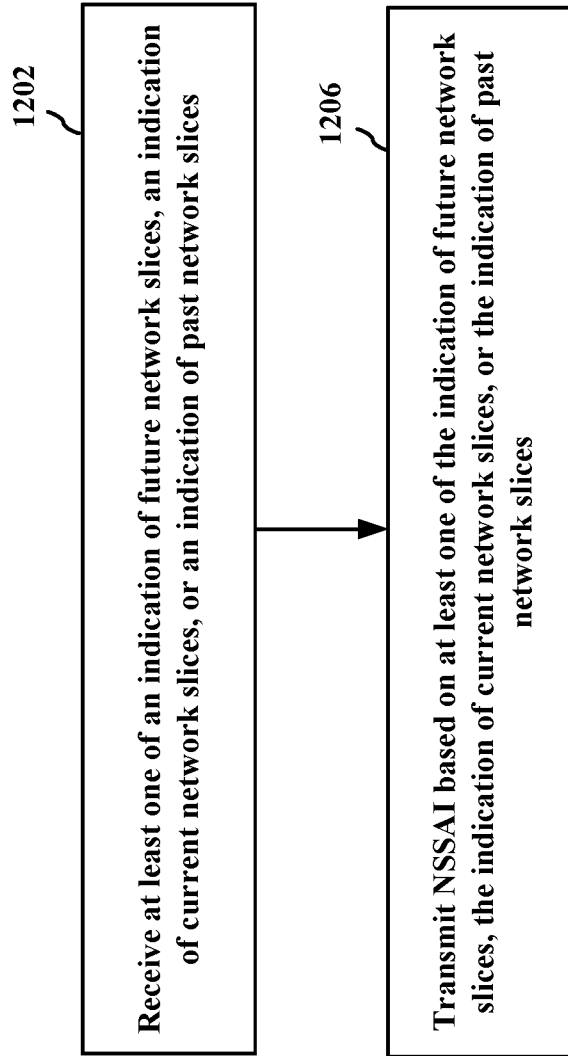 1202
Receive at least one of an indication of future network slices, an indication
of current network slices, or an indication of past network slices
1206
Transmit NSSAI based on at least one of the indication of future network
slices, the indication of current network slices, or the indication of past
network slices